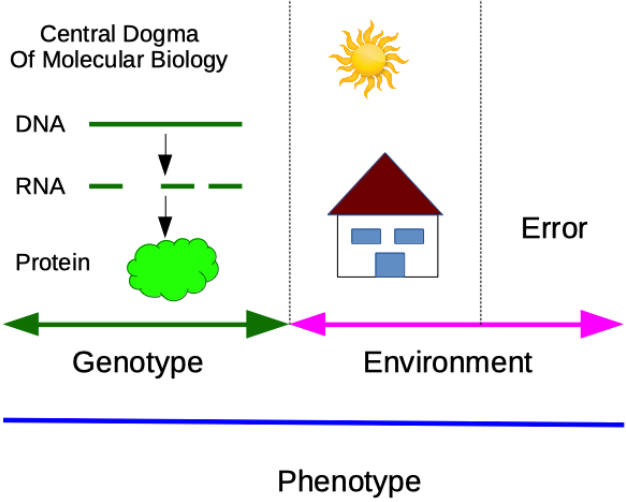 Central Dogma
Of Molecular Biology
DNA
RNA
Protein
Error
Genotype
Environment
Phenotype